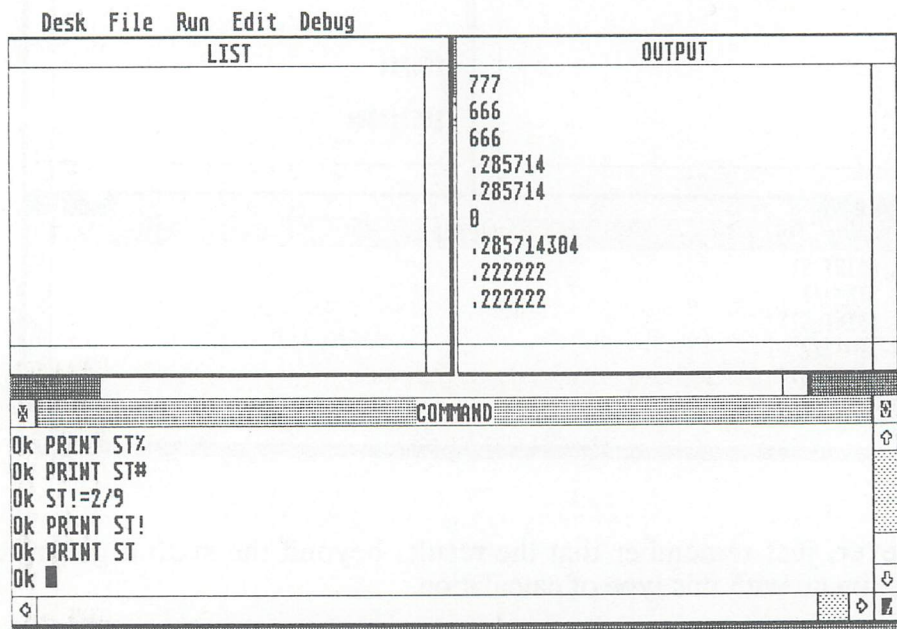 Desk File Run Edit Debug
LIST
OUTPUT
777
666
666
.285714
.285714
0
.285714304
.222222
.222222
COMMAND
Ok PRINT ST%
Ok PRINT ST#
Ok ST!=2/9
Ok PRINT ST!
Ok PRINT ST
Ok